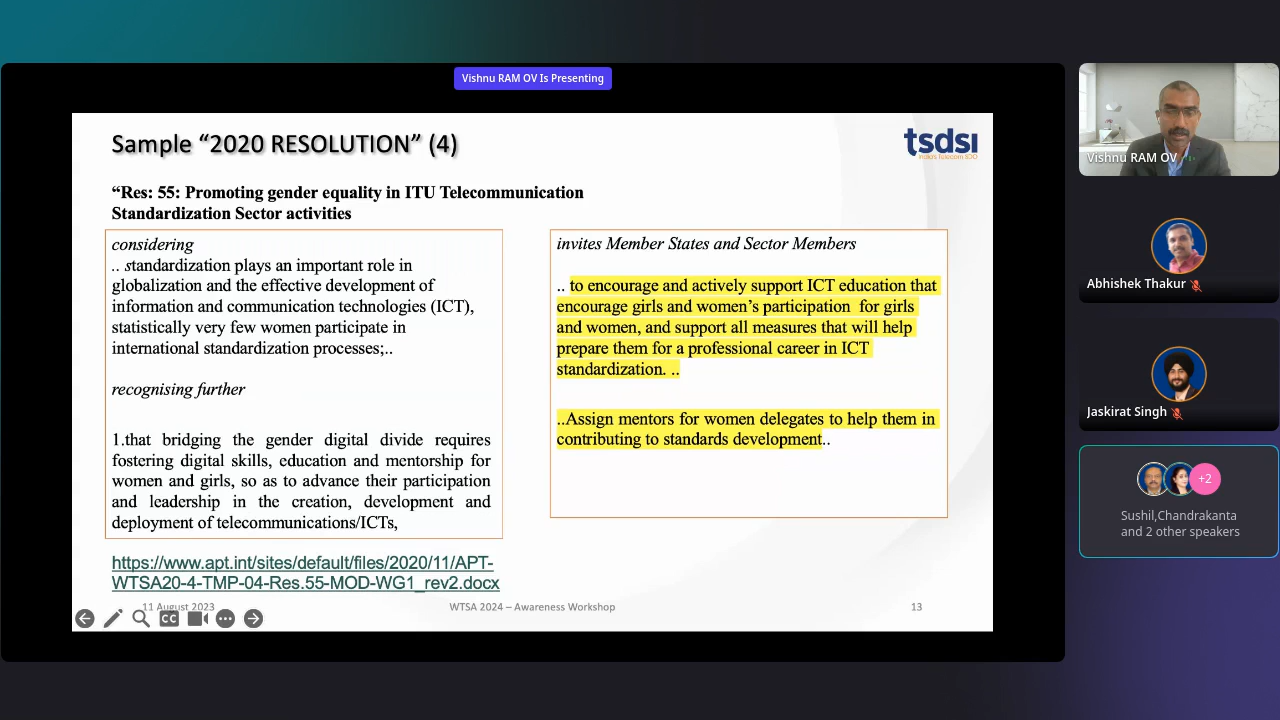 Vishnu RAM OV Is Presenting
Sample “2020 RESOLUTION” (4)
tsdsi
India's Telecom SDO
“Res: 55: Promoting gender equality in ITU Telecommunication
Standardization Sector activities
considering
.. standardization plays an important role in
globalization and the effective development of
information and communication technologies (ICT),
statistically very few women participate in
international standardization processes;..
recognising further
1.that bridging the gender digital divide requires
fostering digital skills, education and mentorship for
women and girls, so as to advance their participation
and leadership in the creation, development and
deployment of telecommunications/ICTs,
invites Member States and Sector Members
.. to encourage and actively support ICT education that
encourage girls and women’s participation for girls
and women, and support all measures that will help
prepare them for a professional career in ICT
standardization. ..
..Assign mentors for women delegates to help them in
contributing to standards development..
https://www.apt.int/sites/default/files/2020/11/APT-
WTSA20-4-TMP-04-Res.55-MOD-WG1_rev2.docx
11 August 2023
WTSA 2024 – Awareness Workshop
13
CC
Vishnu RAM OV
Abhishek Thakur
Jaskirat Singh
+2
Sushil,Chandrakanta
and 2 other speakers